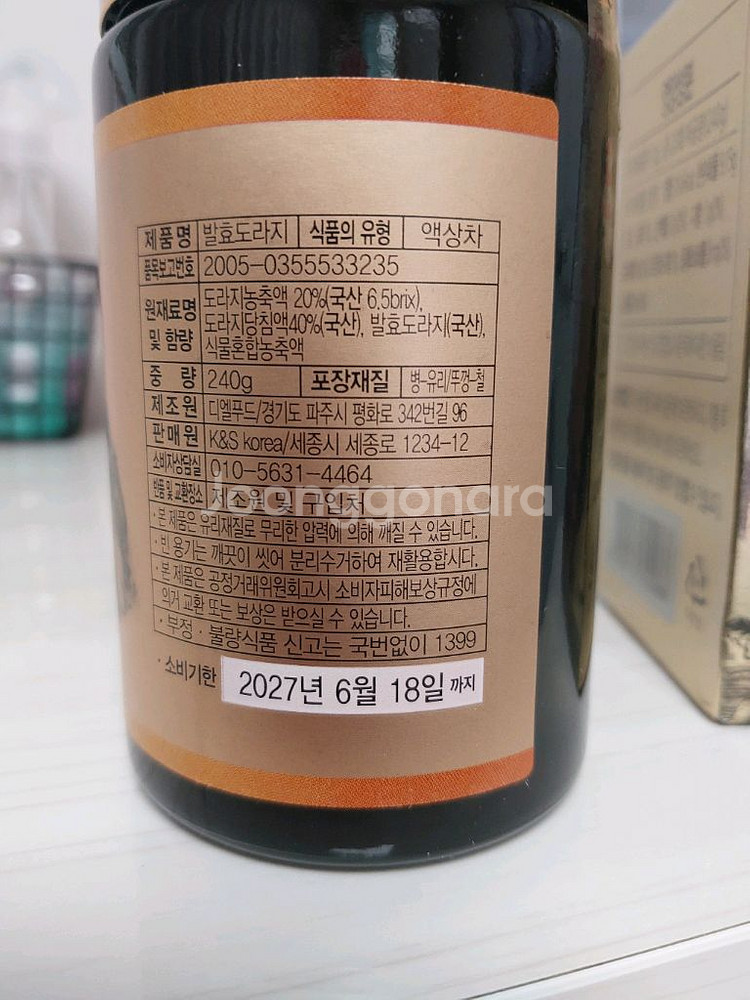 제품명 발효도라지 식품의 유형 액상차
품목보고번호 2005-0355533235
원재료명 및 함량 도라지농축액 20%(국산 6,5brix),
도라지당침액40%(국산), 발효도라지(국산),
식물혼합농축액
중 량 240g 포장재질 병-유리/뚜껑-철
제조원 디엘푸드/경기도 파주시 평화로 342번길 96
판매원 K&S korea/세종시 세종로 1234-12
소비자상담실 010-5631-4464
반품 및 교환장소 제조원 및 구입처
Joonggonara
· 본 제품은 유리재질로 무리한 압력에 의해 깨질 수 있습니다.
· 빈 용기는 깨끗이 씻어 분리수거하여 재활용합시다.
· 본 제품은 공정거래위원회고시 소비자피해보상규정에
의거 교환 또는 보상은 받으실 수 있습니다.
· 부정 · 불량식품 신고는 국번없이 1399
· 소비기한 2027년 6월 18일 까지